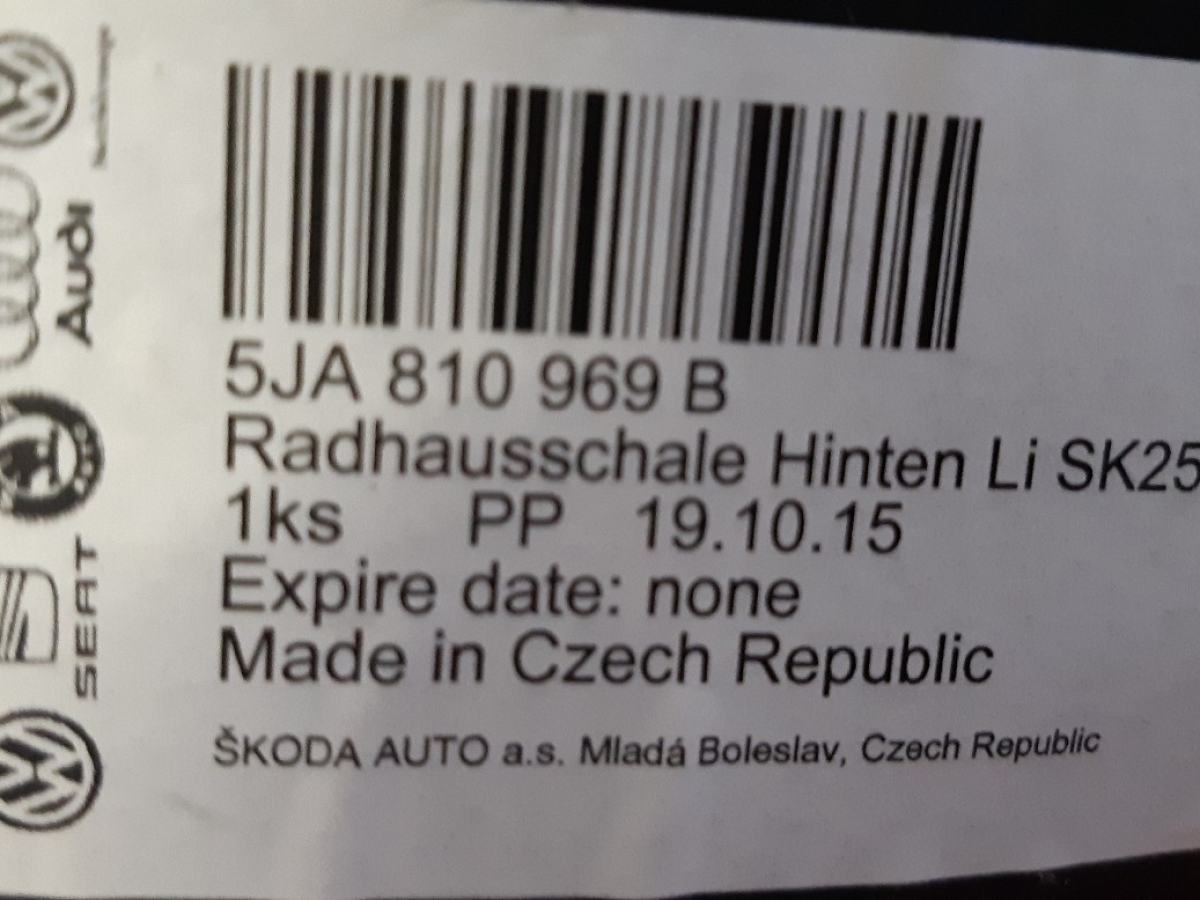 5JA 810 969 B
Radhausschale Hinten Li SK25
1ks PP 19.10.15
Expire date: none
Made in Czech Republic
ŠKODA AUTO a.s. Mladá Boleslav, Czech Republic
Audi
SEAT